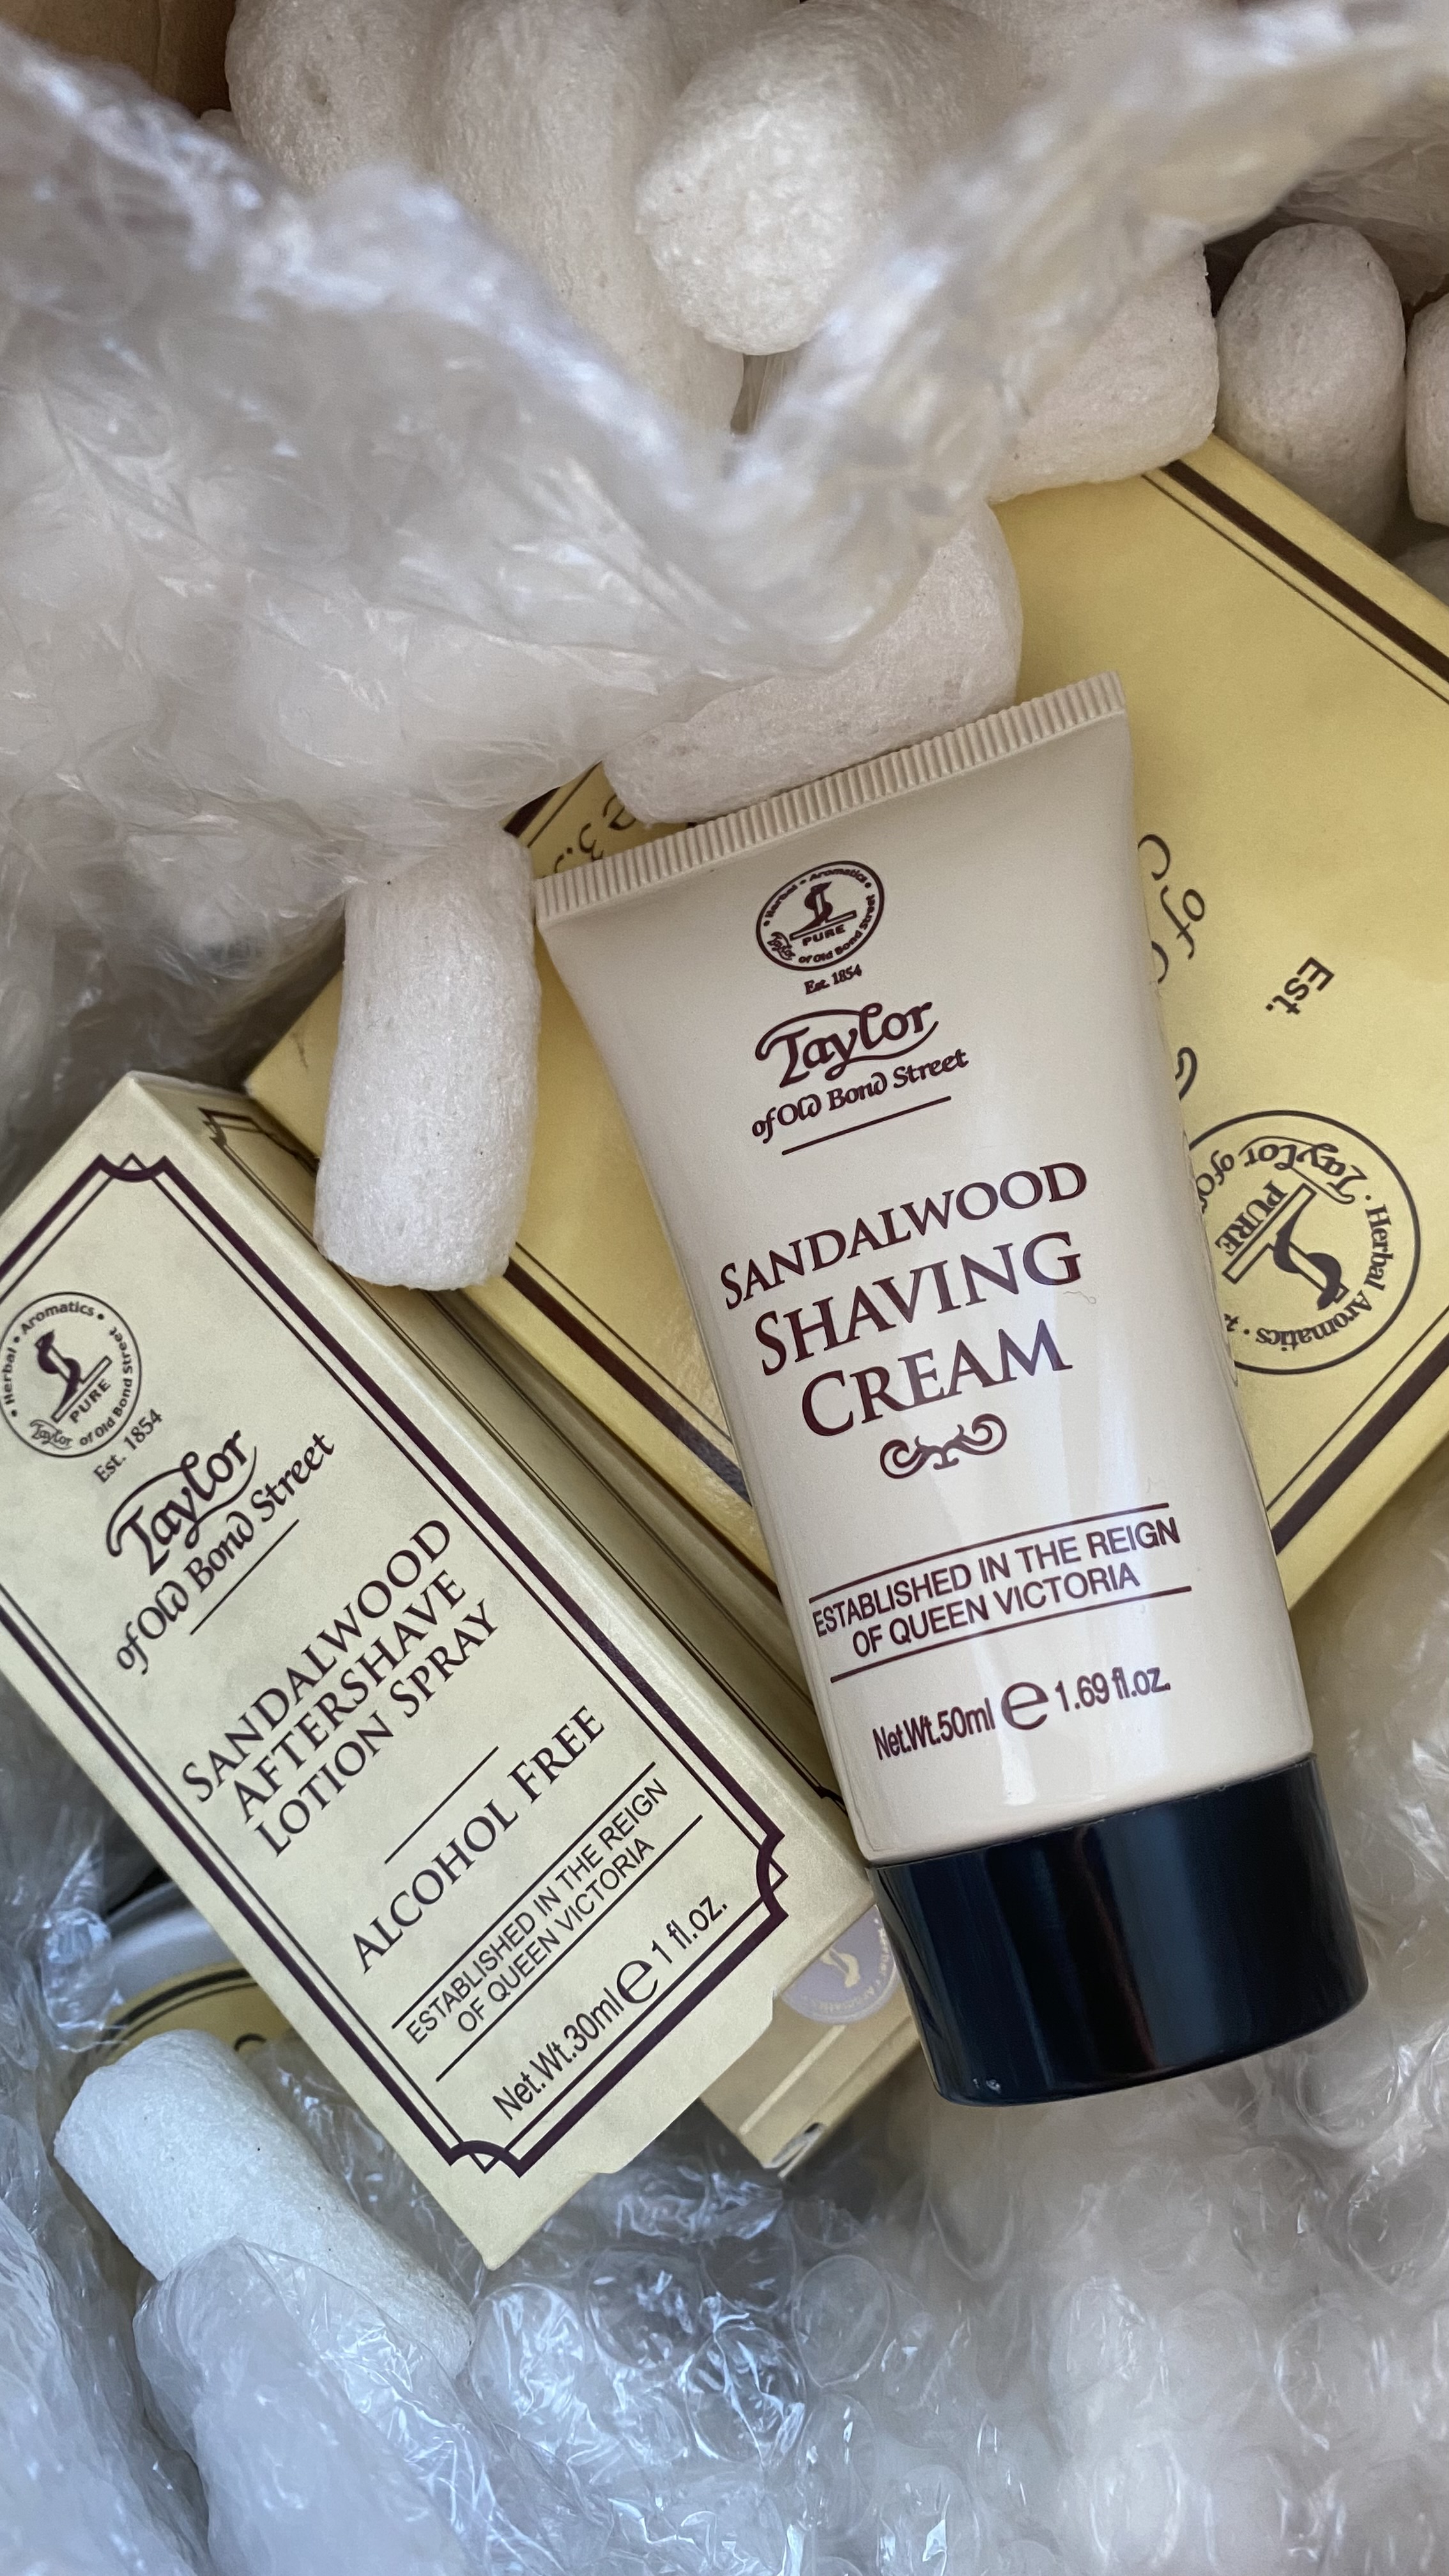 Herbal • Aromatics
PURE
Taylor of Old Bond Street
Est. 1854
Taylor
of Old Bond Street
SANDALWOOD
SHAVING
CREAM
ESTABLISHED IN THE REIGN
OF QUEEN VICTORIA
Net.Wt.50ml e 1.69 fl.oz.
Herbal • Aromatics
PURE
Taylor of Old Bond Street
Est. 1854
Taylor
of Old Bond Street
SANDALWOOD
AFTERSHAVE
LOTION SPRAY
ALCOHOL FREE
ESTABLISHED IN THE REIGN
OF QUEEN VICTORIA
Net.Wt.30ml e 1 fl.oz.
of
Est.
Taylor of
Herbal Aromatics
PURE